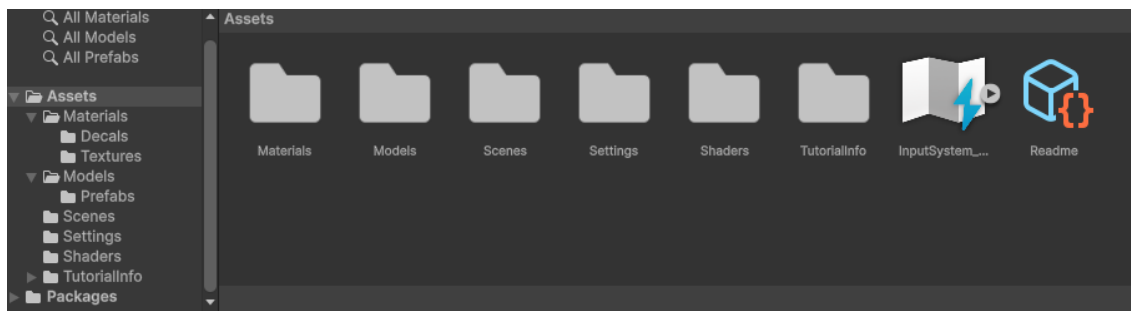 All Materials
All Models
All Prefabs
Assets
Materials
Decals
Textures
Models
Prefabs
Scenes
Settings
Shaders
TutorialInfo
Packages
Assets
Materials
Models
Scenes
Settings
Shaders
TutorialInfo
InputSystem_...
Readme